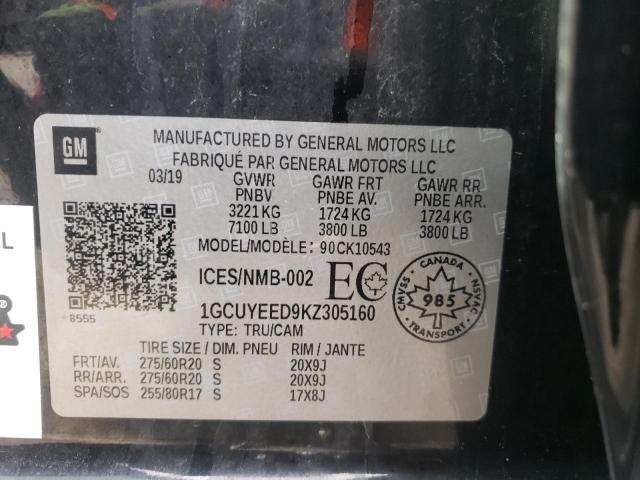 GM
MANUFACTURED BY GENERAL MOTORS LLC
FABRIQUÉ PAR GENERAL MOTORS LLC
03/19 GVWR GAWR FRT GAWR RR
PNBV PNBE AV. PNBE ARR.
3221 KG 1724 KG 1724 KG
7100 LB 3800 LB 3800 LB
MODEL/MODÈLE: 90CK10543
ICES/NMB-002 EC
8555
1GCUYEED9KZ305160
TYPE: TRU/CAM
CANADA
CMVSS 985 NSVAC
TRANSPORT
TIRE SIZE / DIM. PNEU RIM / JANTE
FRT/AV. 275/60R20 S 20X9J
RR/ARR. 275/60R20 S 20X9J
SPA/SOS 255/80R17 S 17X8J